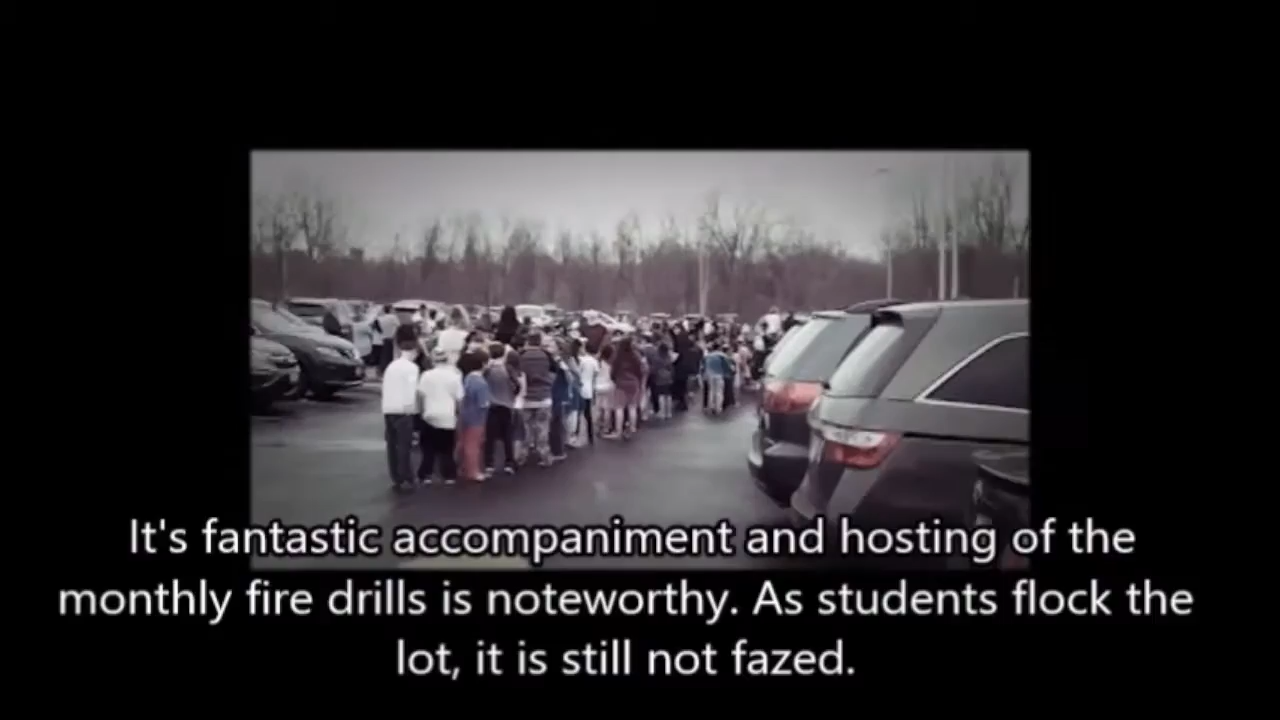 It's fantastic accompaniment and hosting of the
monthly fire drills is noteworthy. As students flock the
lot, it is still not fazed.